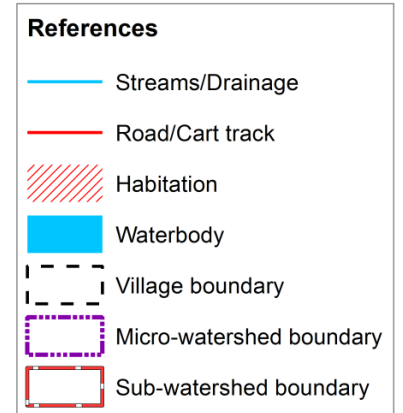 References
Streams/Drainage
Road/Cart track
Habitation
Waterbody
Village boundary
Micro-watershed boundary
Sub-watershed boundary